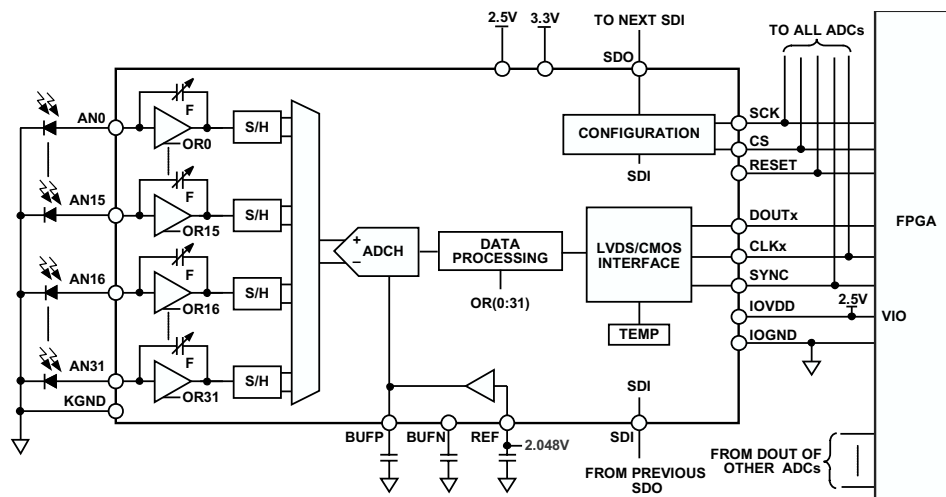 2.5V
3.3V
TO NEXT SDI
SDO
TO ALL ADCs
AN0
F
OR0
S/H
CONFIGURATION
SDI
SCK
CS
RESET
AN15
F
OR15
S/H
ADCH
DATA
PROCESSING
OR(0:31)
LVDS/CMOS
INTERFACE
TEMP
DOUTx
CLKx
SYNC
IOVDD
2.5V
VIO
IOGND
FPGA
AN16
F
OR16
S/H
AN31
F
OR31
S/H
KGND
BUFP
BUFN
REF
2.048V
SDI
SDI
FROM PREVIOUS
SDO
FROM DOUT OF
OTHER ADCs